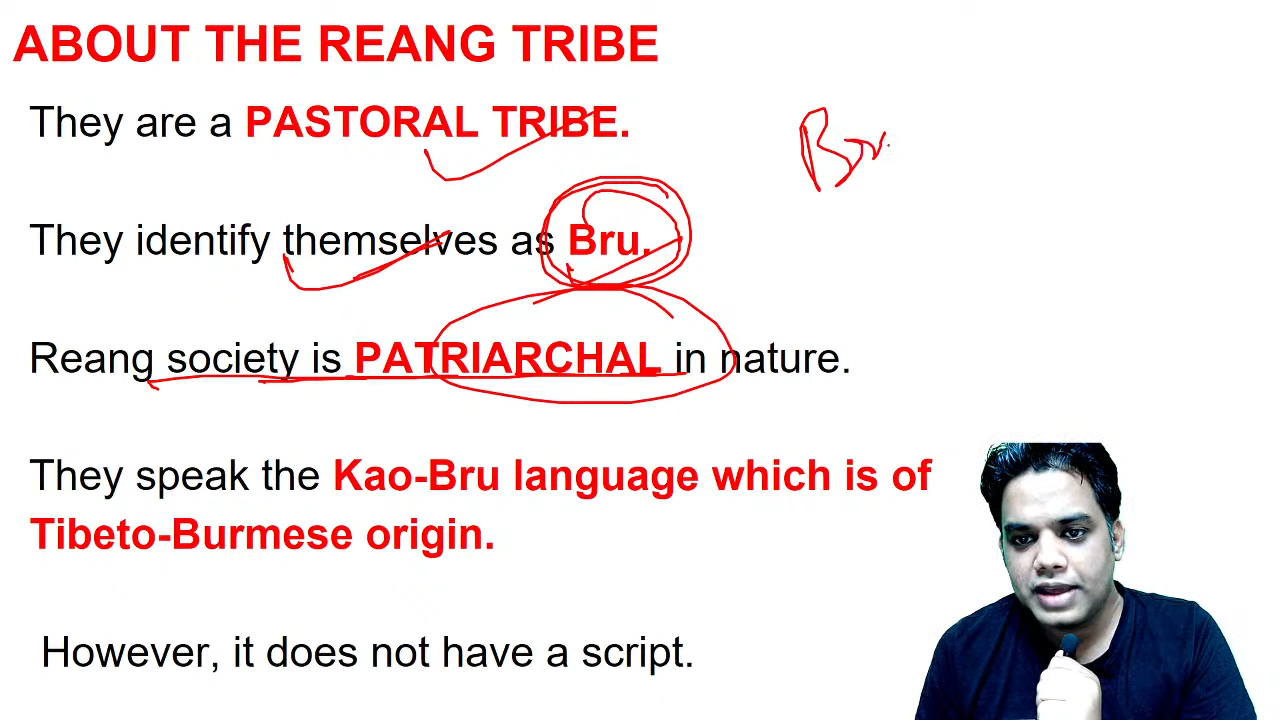 ABOUT THE REANG TRIBE
They are a PASTORAL TRIBE.
Bru
They identify themselves as Bru.
Reang society is PATRIARCHAL in nature.
They speak the Kao-Bru language which is of
Tibeto-Burmese origin.
However, it does not have a script.